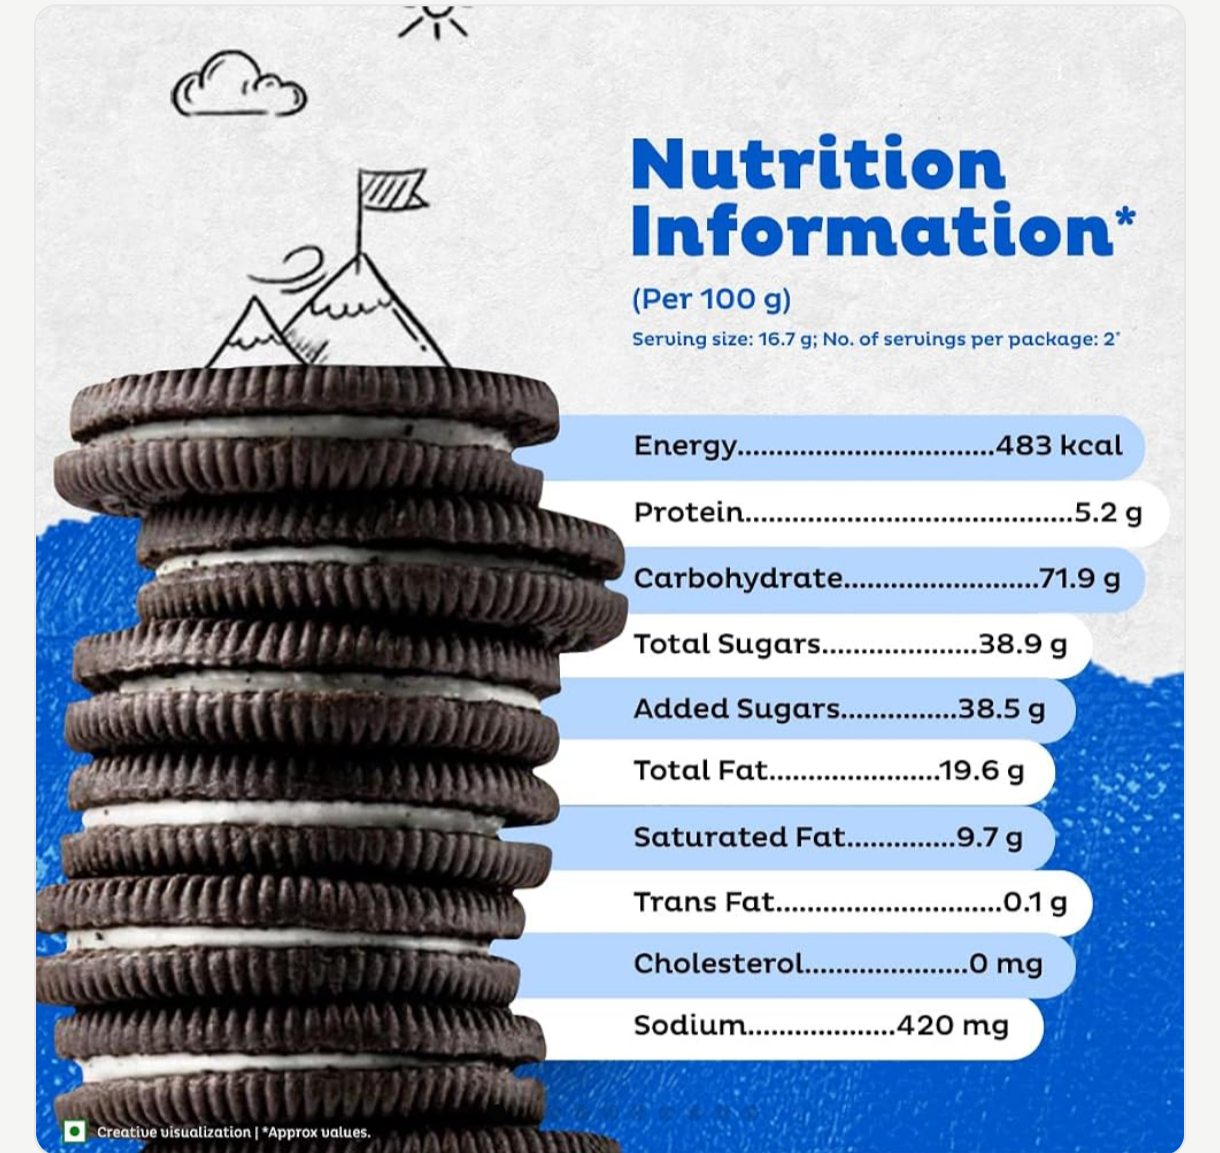 Nutrition
Information*
(Per 100 g)
Serving size: 16.7 g; No. of servings per package: 2*
Energy.................................483 kcal
Protein..........................................5.2 g
Carbohydrate.........................71.9 g
Total Sugars....................38.9 g
Added Sugars...............38.5 g
Total Fat......................19.6 g
Saturated Fat..............9.7 g
Trans Fat.............................0.1 g
Cholesterol.....................0 mg
Sodium...................420 mg
Creative visualization | *Approx values.